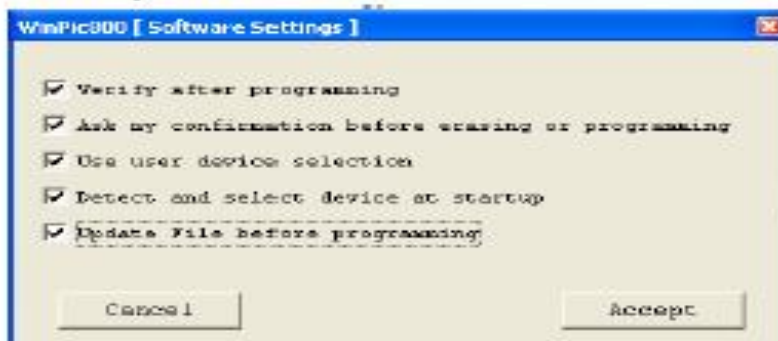 WinPic800 [ Software Settings ]
Verify after programming
Ask my confirmation before erasing or programming
Use user device selection
Detect and select device at startup
Update File before programming
Cancel Accept